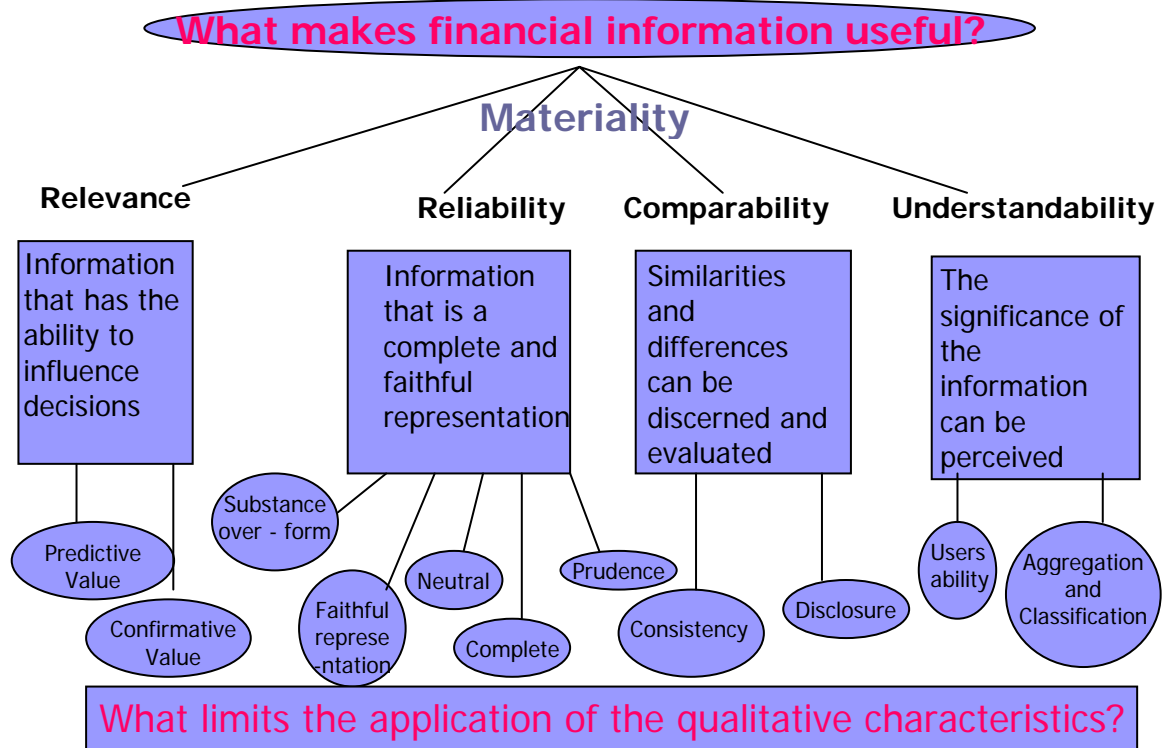 What makes financial information useful?
Materiality
Relevance
Reliability
Comparability
Understandability
Information
that has the
ability to
influence
decisions
Information
that is a
complete and
faithful
representation
Similarities
and
differences
can be
discerned and
evaluated
The
significance of
the
information
can be
perceived
Predictive
Value
Confirmative
Value
Substance
over - form
Faithful
represe
-ntation
Neutral
Complete
Prudence
Consistency
Disclosure
Users
ability
Aggregation
and
Classification
What limits the application of the qualitative characteristics?